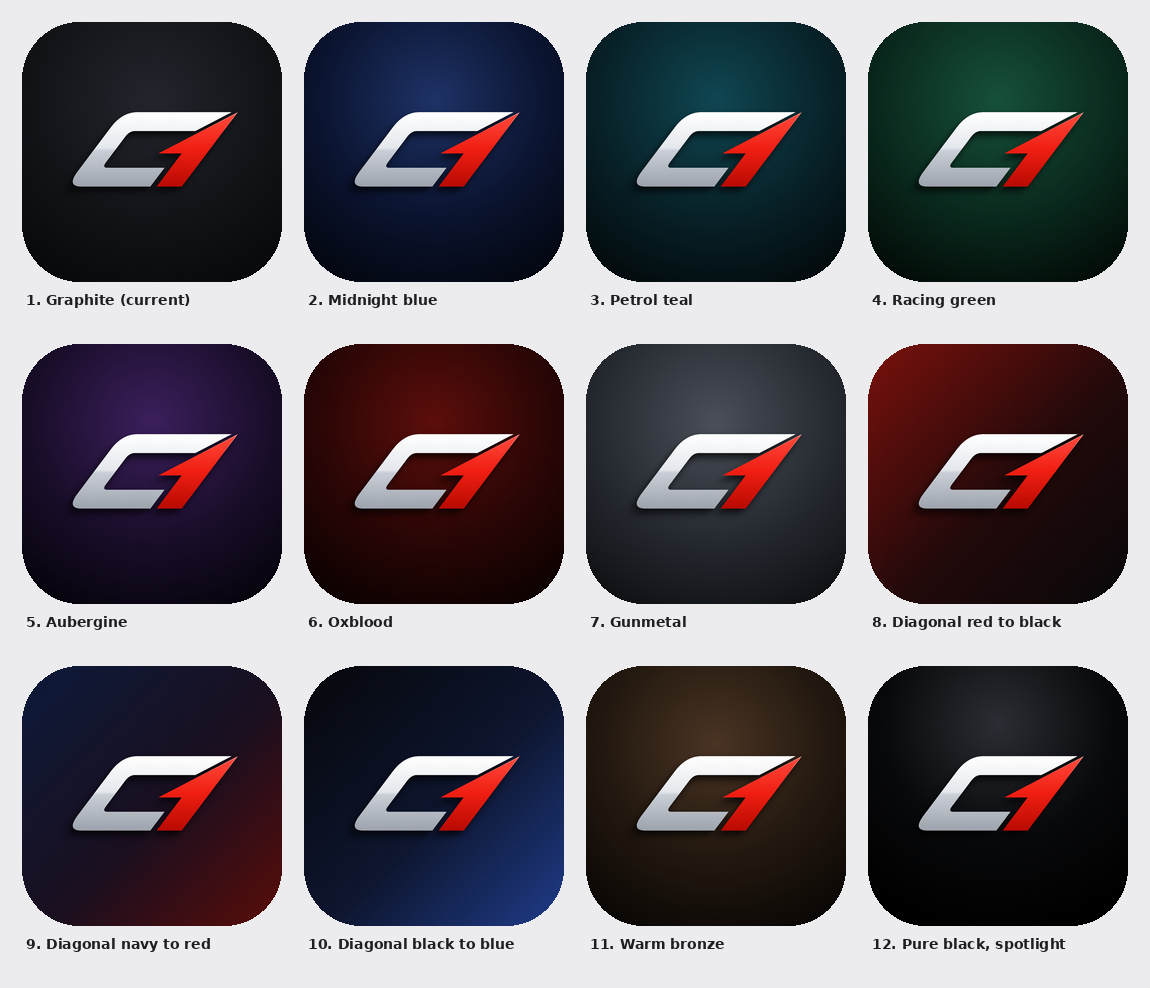 1. Graphite (current)
2. Midnight blue
3. Petrol teal
4. Racing green
5. Aubergine
6. Oxblood
7. Gunmetal
8. Diagonal red to black
9. Diagonal navy to red
10. Diagonal black to blue
11. Warm bronze
12. Pure black, spotlight